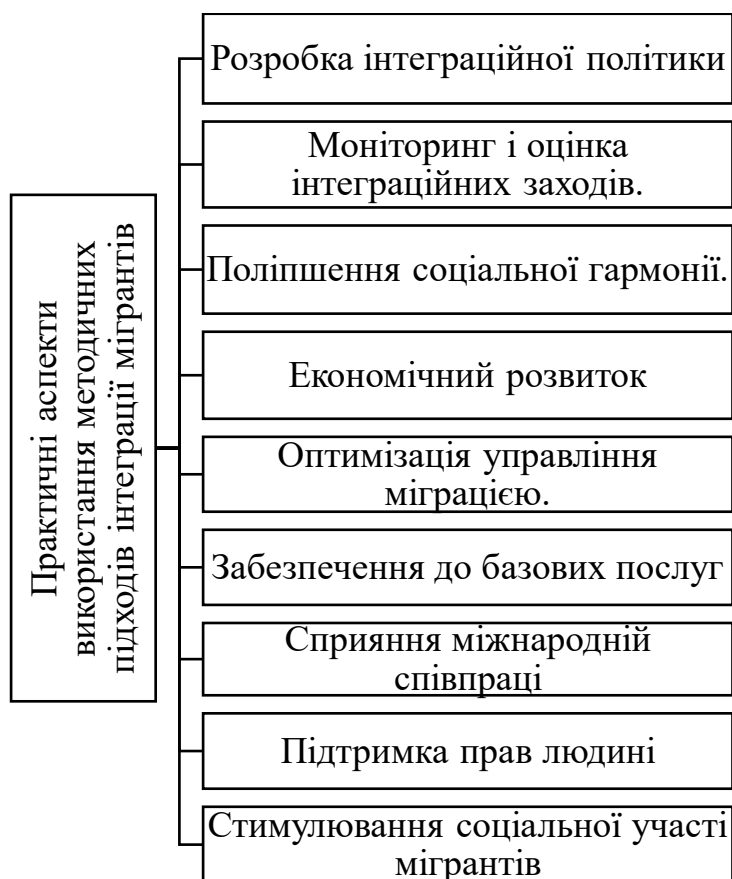 Практичні аспекти
використання методичних
підходів інтеграції мігрантів
Розробка інтеграційної політики
Моніторинг і оцінка
інтеграційних заходів.
Поліпшення соціальної гармонії.
Економічний розвиток
Оптимізація управління
міграцією.
Забезпечення до базових послуг
Сприяння міжнародній
співпраці
Підтримка прав людині
Стимулювання соціальної участі
мігрантів